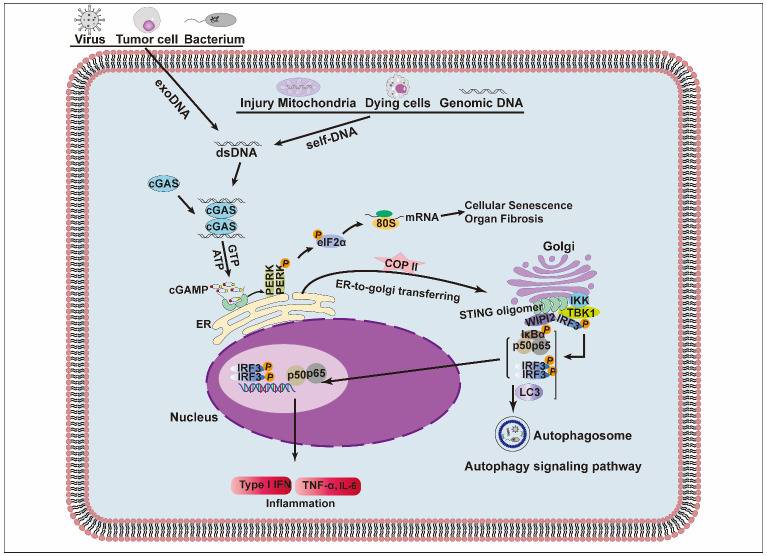 Virus Tumor cell Bacterium
exoDNA
Injury Mitochondria Dying cells Genomic DNA
self-DNA
dsDNA
cGAS
cGAS
cGAS
GTP
ATP
cGAMP
PERK
PERK
P
P
eIF2α
80S
mRNA
Cellular Senescence
Organ Fibrosis
COP II
ER-to-golgi transferring
ER
Golgi
STING oligomer
IKK
TBK1
WIPI2
IRF3
P
P
IκBα
p50p65
P
IRF3
P
IRF3
LC3
Autophagosome
Autophagy signaling pathway
IRF3
P
IRF3
P
p50p65
Nucleus
Type I IFN
TNF-α, IL-6
Inflammation